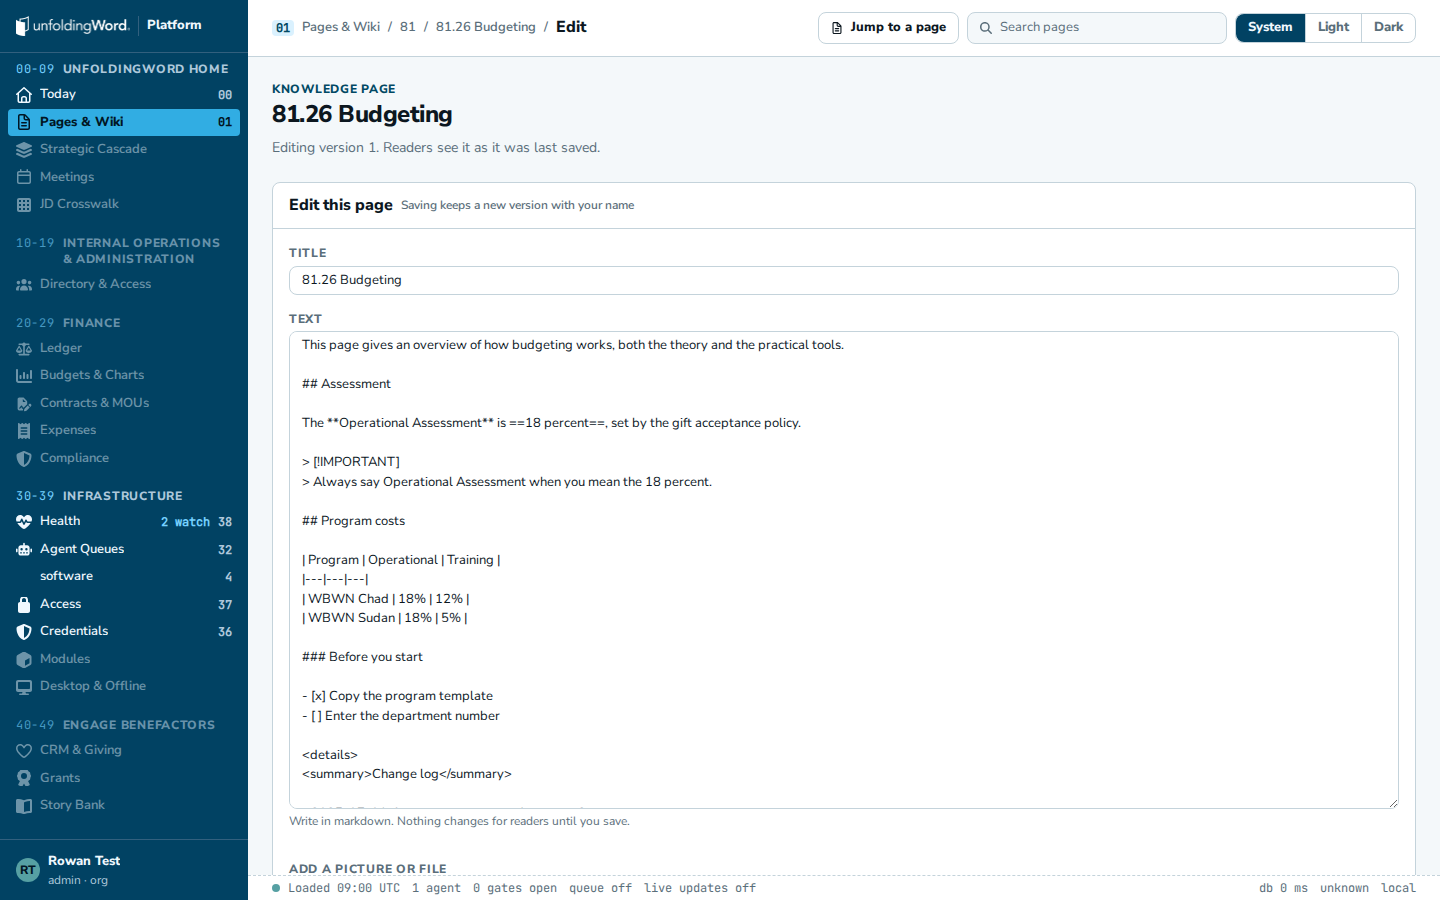 unfoldingWord Platform
00-09 UNFOLDINGWORD HOME
Today 00
Pages & Wiki 01
Strategic Cascade
Meetings
JD Crosswalk
10-19 INTERNAL OPERATIONS
& ADMINISTRATION
Directory & Access
20-29 FINANCE
Ledger
Budgets & Charts
Contracts & MOUs
Expenses
Compliance
30-39 INFRASTRUCTURE
Health 2 watch 38
Agent Queues 32
software 4
Access 37
Credentials 36
Modules
Desktop & Offline
40-49 ENGAGE BENEFACTORS
CRM & Giving
Grants
Story Bank
RT Rowan Test
admin · org
01 Pages & Wiki / 81 / 81.26 Budgeting / Edit
Jump to a page
Search pages
System Light Dark
KNOWLEDGE PAGE
81.26 Budgeting
Editing version 1. Readers see it as it was last saved.
Edit this page Saving keeps a new version with your name
TITLE
81.26 Budgeting
TEXT
This page gives an overview of how budgeting works, both the theory and the practical tools.
## Assessment
The **Operational Assessment** is ==18 percent==, set by the gift acceptance policy.
> [!IMPORTANT]
> Always say Operational Assessment when you mean the 18 percent.
## Program costs
| Program | Operational | Training |
|---|---|---|
| WBWN Chad | 18% | 12% |
| WBWN Sudan | 18% | 5% |
### Before you start
- [x] Copy the program template
- [ ] Enter the department number
<details>
<summary>Change log</summary>
Write in markdown. Nothing changes for readers until you save.
ADD A PICTURE OR FILE
Loaded 09:00 UTC 1 agent 0 gates open queue off live updates off
db 0 ms unknown local